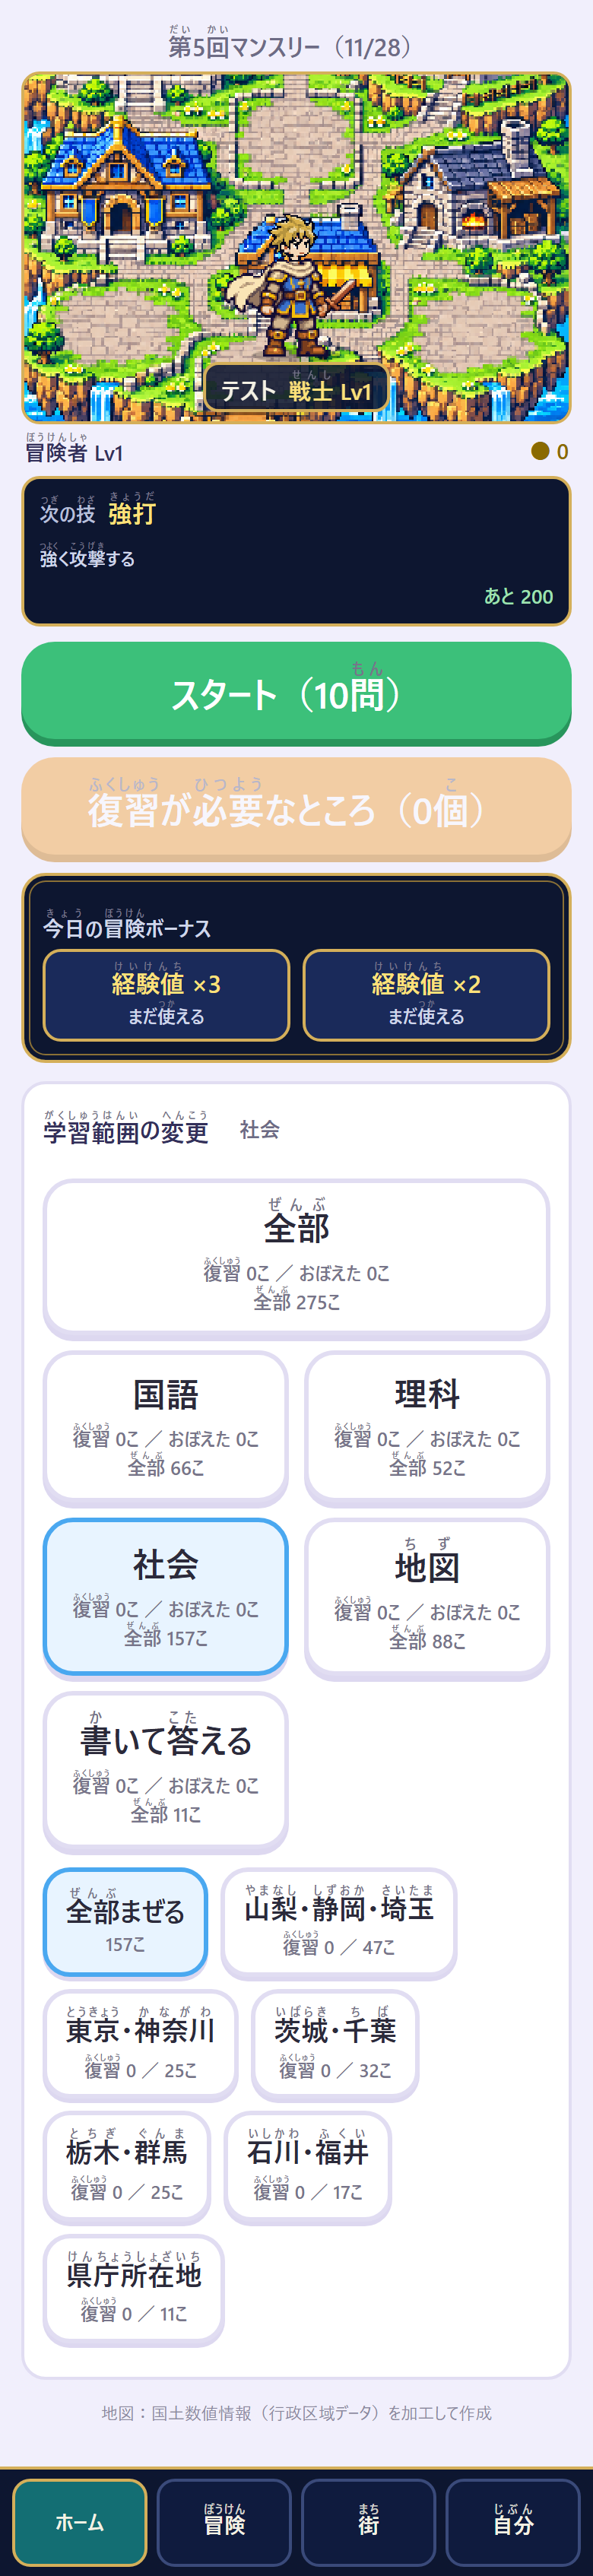 第5回マンスリー（11/28）
テスト 戦士 Lv1
冒険者 Lv1
0
次の技 強打
強く攻撃する
あと 200
スタート（10問）
復習が必要なところ（0個）
今日の冒険ボーナス
経験値 ×3
まだ使える
経験値 ×2
まだ使える
学習範囲の変更 社会
全部
復習 0こ ／ おぼえた 0こ
全部 275こ
国語
復習 0こ ／ おぼえた 0こ
全部 66こ
理科
復習 0こ ／ おぼえた 0こ
全部 52こ
社会
復習 0こ ／ おぼえた 0こ
全部 157こ
地図
復習 0こ ／ おぼえた 0こ
全部 88こ
書いて答える
復習 0こ ／ おぼえた 0こ
全部 11こ
全部まぜる
157こ
山梨・静岡・埼玉
復習 0 ／ 47こ
東京・神奈川
復習 0 ／ 25こ
茨城・千葉
復習 0 ／ 32こ
栃木・群馬
復習 0 ／ 25こ
石川・福井
復習 0 ／ 17こ
県庁所在地
復習 0 ／ 11こ
地図：国土数値情報（行政区域データ）を加工して作成
ホーム
冒険
街
自分